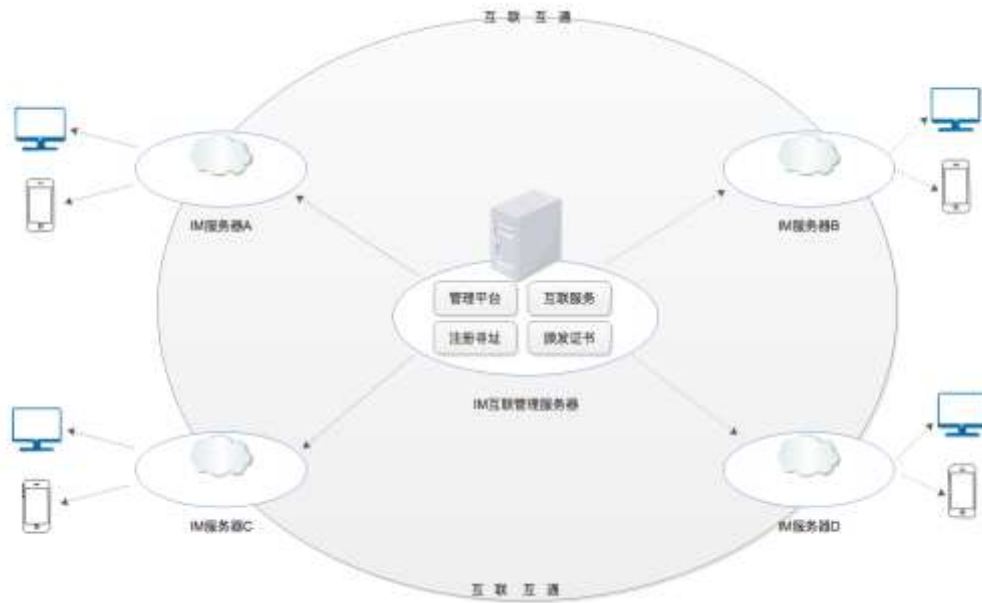 互 联 互 通
IM服务器A
IM服务器B
管理平台
互联服务
注册寻址
颁发证书
IM互联管理服务器
IM服务器C
IM服务器D
互 联 互 通